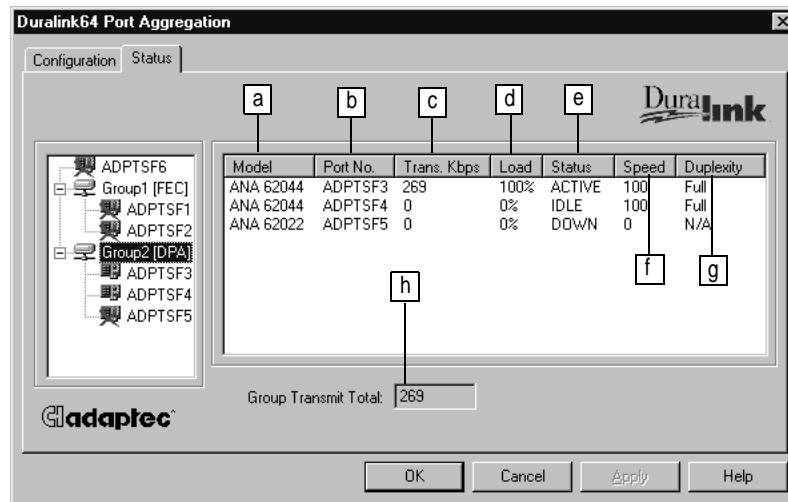 Duralink64 Port Aggregation
Configuration Status
a b c d e
Duralink
ADPTSF6
Group1 [FEC]
ADPTSF1
ADPTSF2
Group2 [DPA]
ADPTSF3
ADPTSF4
ADPTSF5
Model Port No. Trans. Kbps Load Status Speed Duplexity
ANA 62044 ADPTSF3 269 100% ACTIVE 100 Full
ANA 62044 ADPTSF4 0 0% IDLE 100 Full
ANA 62022 ADPTSF5 0 0% DOWN 0 N/A
f g
h
Group Transmit Total: 269
adaptec
OK Cancel Apply Help